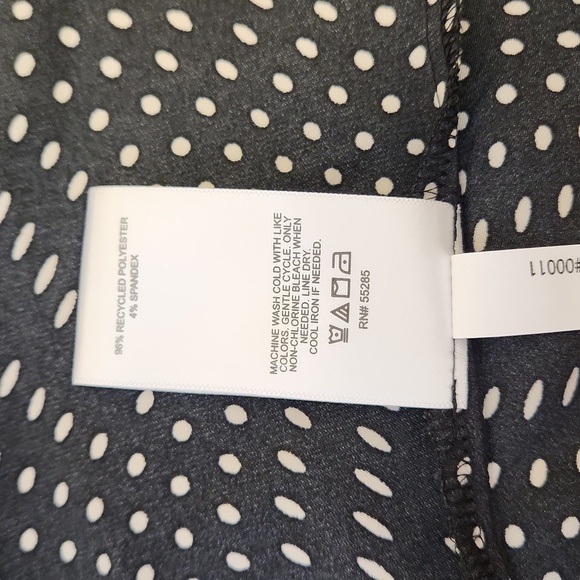 96% RECYCLED POLYESTER
4% SPANDEX
MACHINE WASH COLD WITH LIKE
COLORS. GENTLE CYCLE. ONLY
NON-CHLORINE BLEACH WHEN
NEEDED. LINE DRY.
COOL IRON IF NEEDED.
RN# 55285
#00011